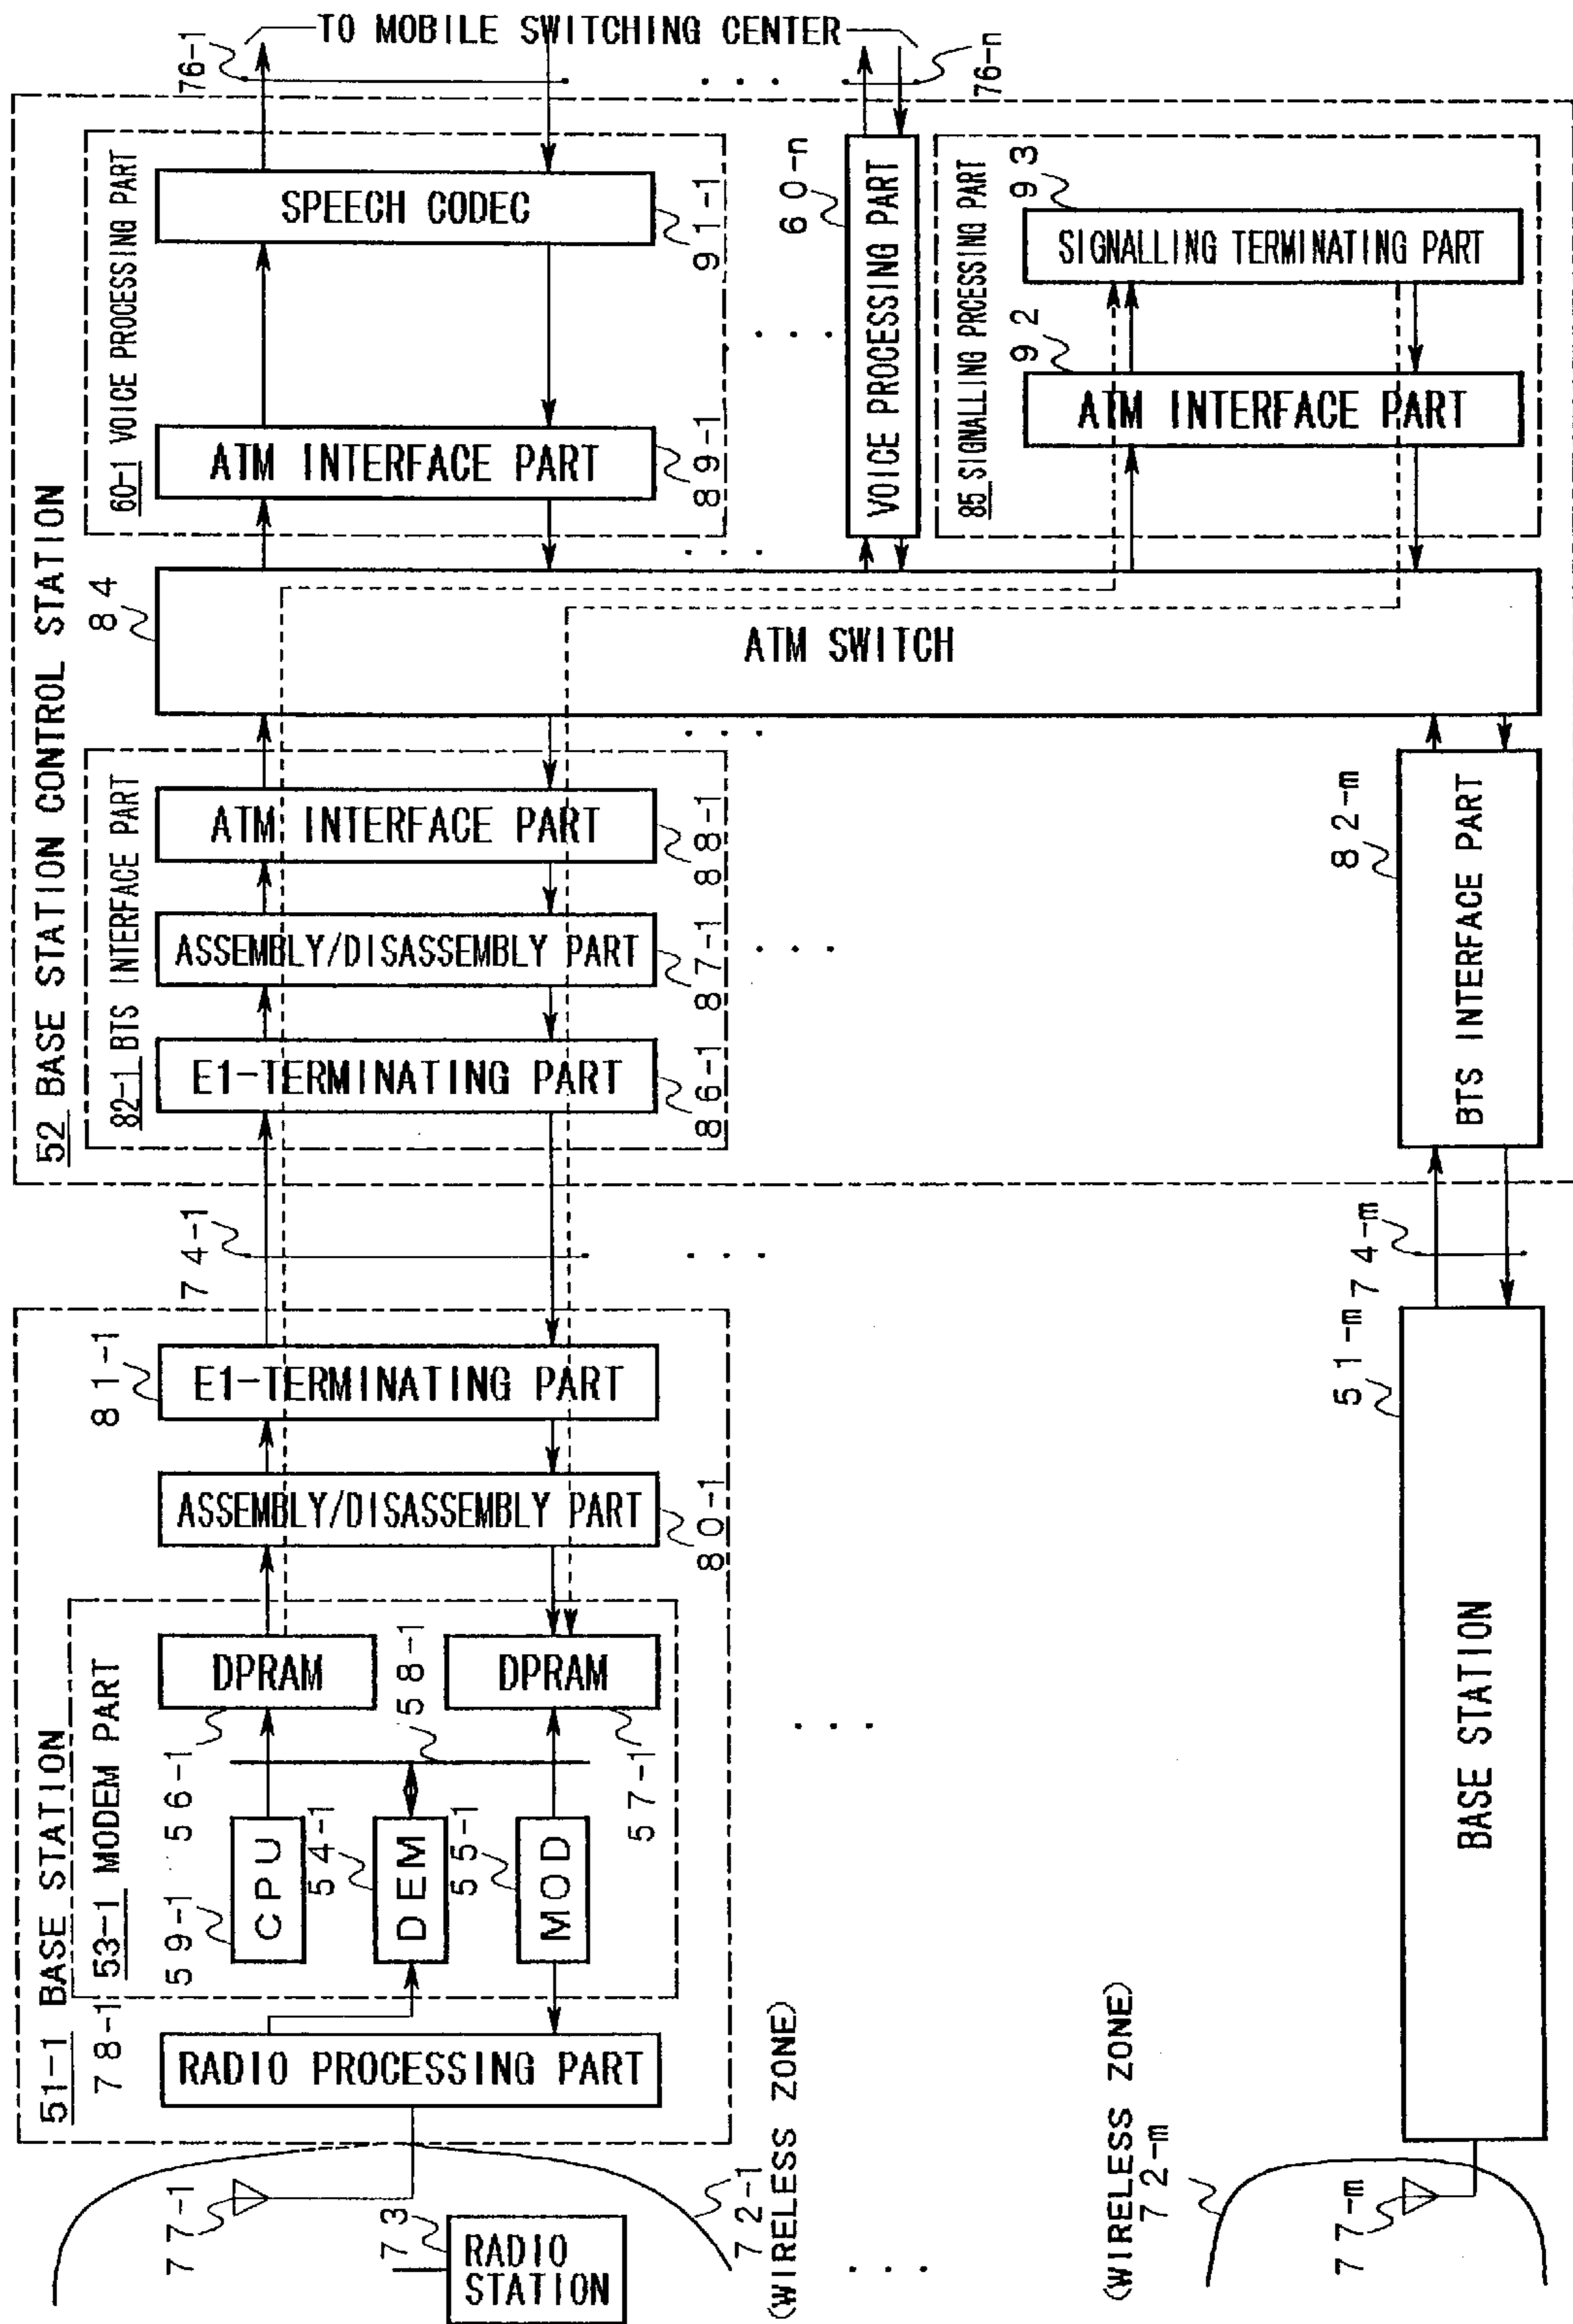 TO MOBILE SWITCHING CENTER
76-1
76-n
52 BASE STATION CONTROL STATION
60-1 VOICE PROCESSING PART
SPEECH CODEC
91-1
ATM INTERFACE PART
89-1
60-n
VOICE PROCESSING PART
85 SIGNALLING PRCESSING PART
93
SIGNALLING TERMINATING PART
92
ATM INTERFACE PART
84
ATM SWITCH
82-1 BTS INTERFACE PART
ATM INTERFACE PART
88-1
ASSEMBLY/DISASSEMBLY PART
87-1
E1-TERMINATING PART
86-1
82-m
BTS INTERFACE PART
74-1
74-m
51-1 BASE STATION
81-1
E1-TERMINATING PART
ASSEMBLY/DISASSEMBLY PART
80-1
53-1 MODEM PART
DPRAM
56-1
58-1
DPRAM
57-1
59-1
CPU
54-1
DEM
55-1
MOD
78-1
RADIO PROCESSING PART
51-m
BASE STATION
77-1
73
RADIO
STATION
72-1
(WIRELESS ZONE)
(WIRELESS ZONE)
72-m
77-m